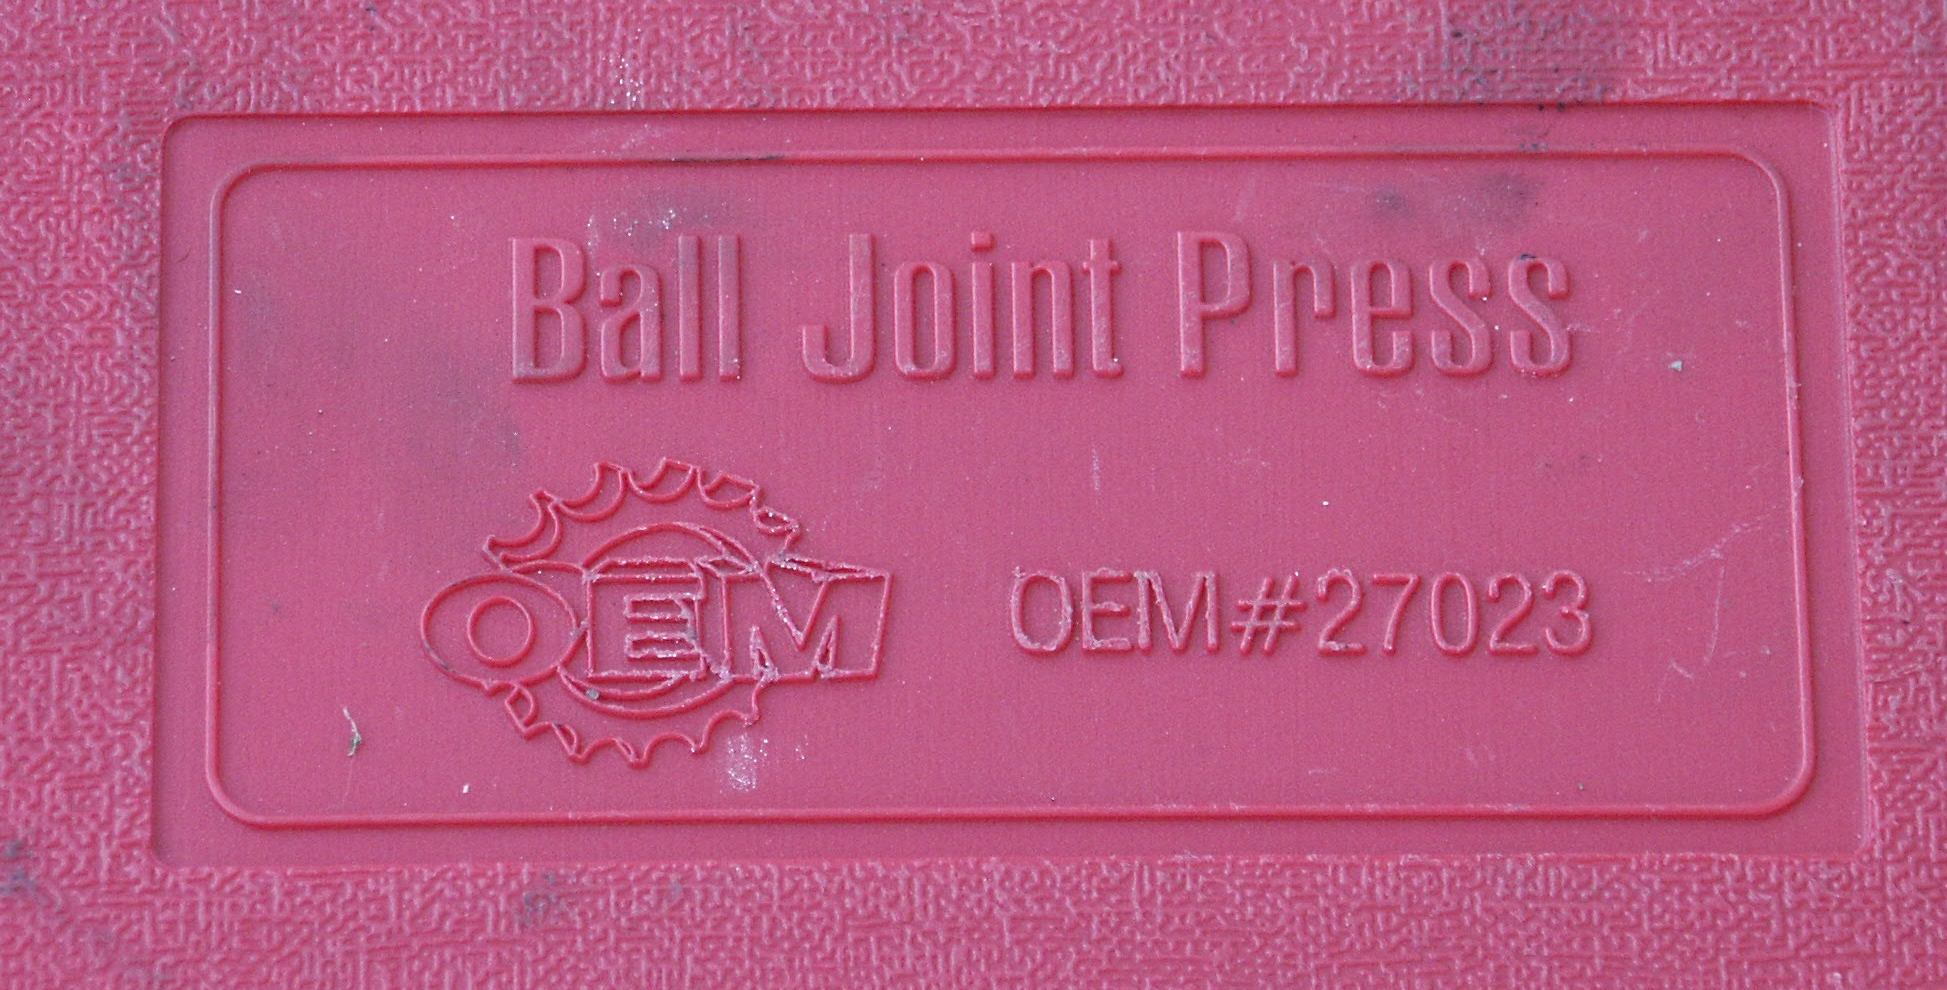 Ball Joint Press
OEM OEM#27023